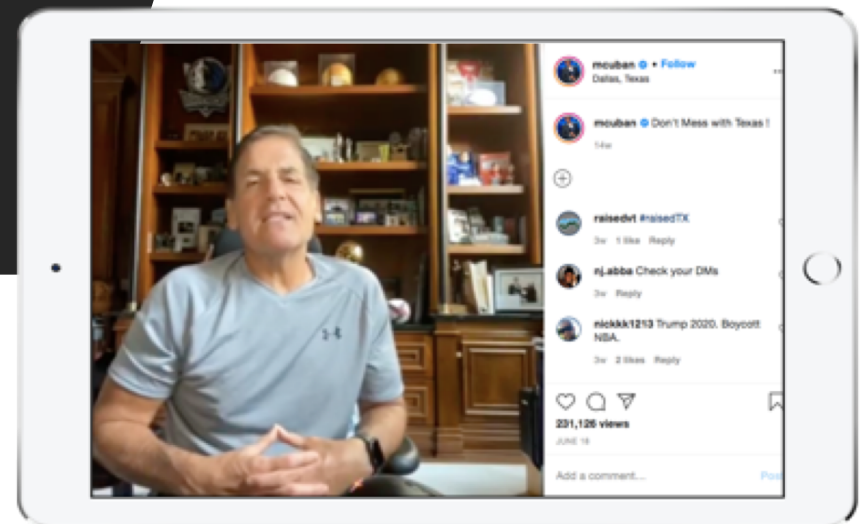 mcuban • Follow
Dallas, Texas
mcuban Don't Mess with Texas !
14w
raisedvt #raisedTX
3w 1 like Reply
nj.abba Check your DMs
3w Reply
nickkk1213 Trump 2020. Boycott
NBA.
3w 2 likes Reply
231,126 views
JUNE 16
Add a comment...
Post